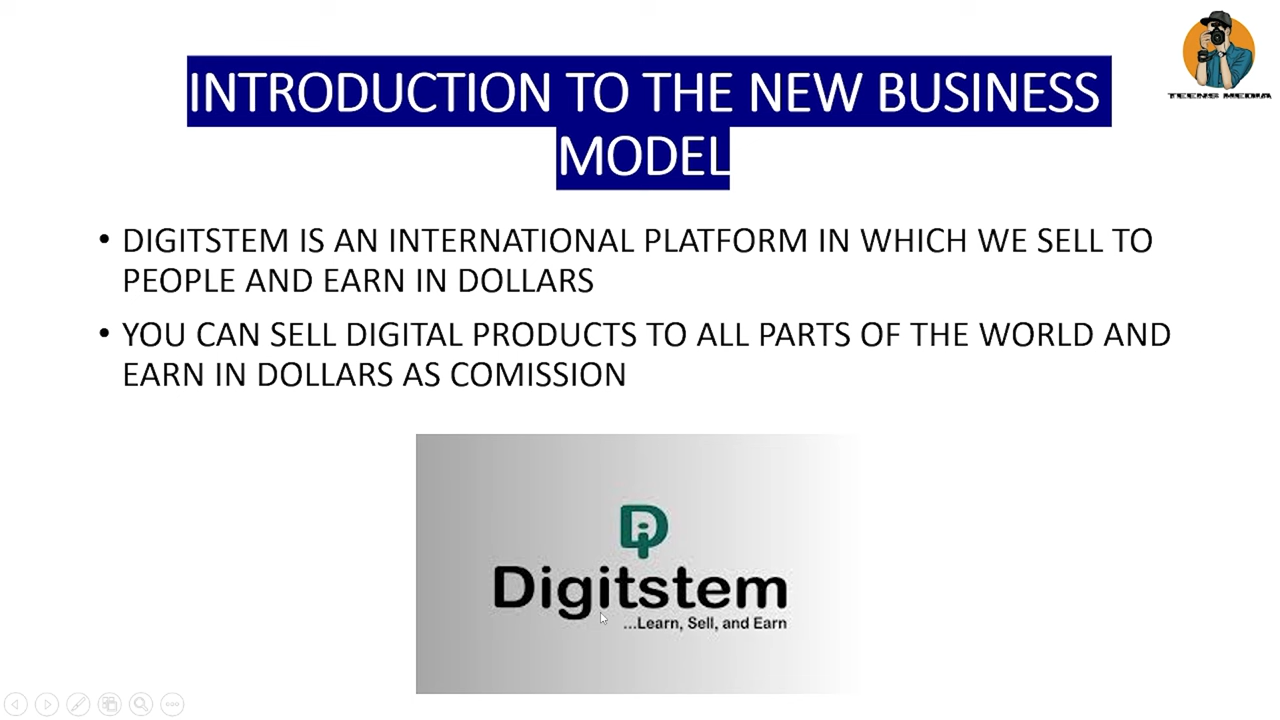 TEENS MEDIA
INTRODUCTION TO THE NEW BUSINESS
MODEL
• DIGITSTEM IS AN INTERNATIONAL PLATFORM IN WHICH WE SELL TO
PEOPLE AND EARN IN DOLLARS
• YOU CAN SELL DIGITAL PRODUCTS TO ALL PARTS OF THE WORLD AND
EARN IN DOLLARS AS COMISSION
Di
Digitstem
...Learn, Sell, and Earn